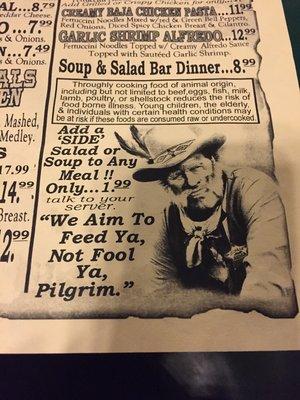 AL...8.79
Add Grilled or Crispy Chicken for
O...7.
& Onions.
N...7.49
s & Onions.
CREAMY BAJA CHICKEN PASTA...11.99
Fettuccini Noodles Mixed w/red & Green Bell Peppers,
Red Onions, Diced Spicy Chicken Breast & Cilantro.
GARLIC SHRIMP ALFREDO...12.99
Fettuccini Noodles Topped w/ Creamy Alfredo Sauce
Topped with Sautéed Garlic Shrimp.
Soup & Salad Bar Dinner...8.99
ALS
EN
Mashed,
Medley.
S
17.99
14.99
Breast.
2.99
Throughly cooking food of animal origin,
including but not limited to beef,eggs, fish, milk,
lamb, poultry, or shellstock reduces the risk of
food borne illness. Young children, the elderly,
& individuals with certain health conditions may
be at risk if these foods are consumed raw or undercooked.
Add a
'SIDE'
Salad or
Soup to Any
Meal !!
Only...1.99
talk to your
server.
"We Aim To
Feed Ya,
Not Fool
Ya,
Pilgrim."